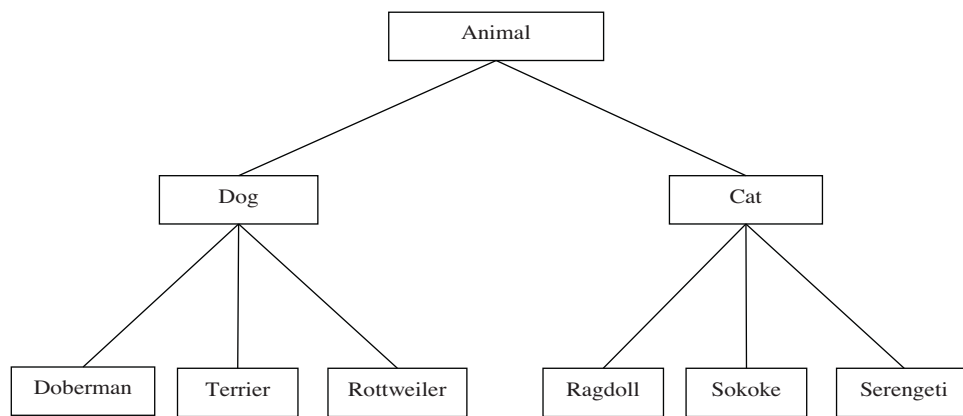 Animal
Dog
Cat
Doberman
Terrier
Rottweiler
Ragdoll
Sokoke
Serengeti